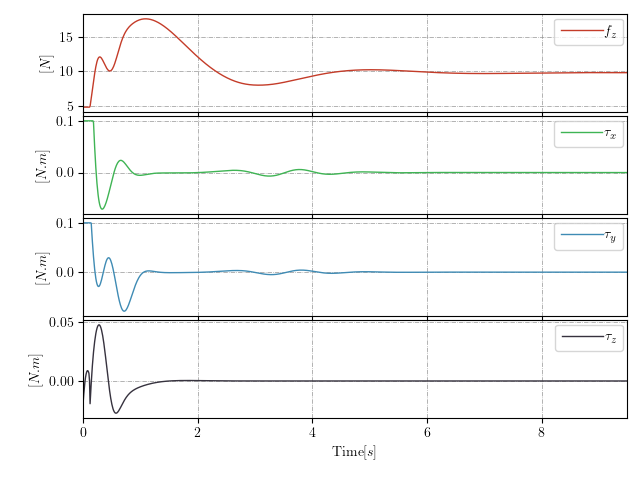 [N]
15
10
5
f_z
[N.m]
0.1
0.0
τ_x
[N.m]
0.1
0.0
τ_y
[N.m]
0.05
0.00
τ_z
0 2 4 6 8
Time[s]